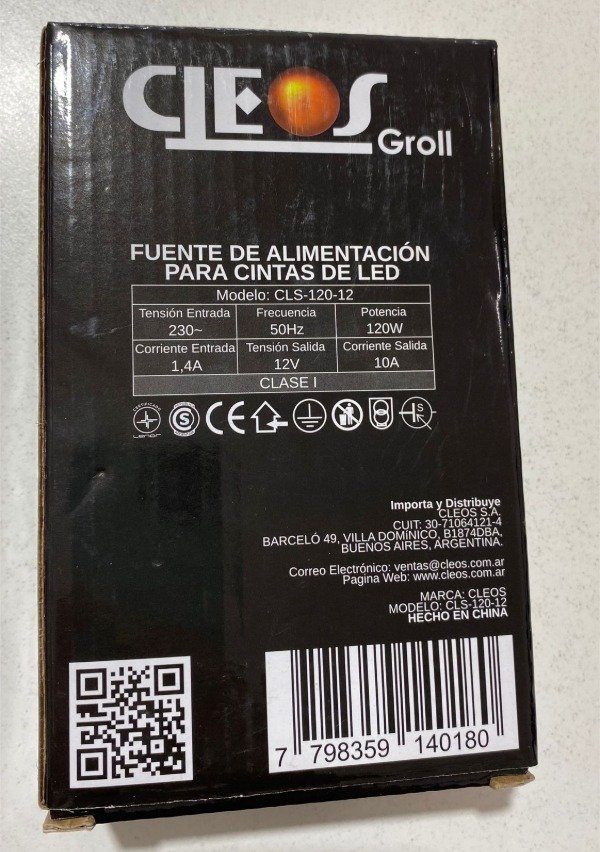 CLEOS
Groll
FUENTE DE ALIMENTACIÓN
PARA CINTAS DE LED
Modelo: CLS-120-12
Tensión Entrada Frecuencia Potencia
230~ 50Hz 120W
Corriente Entrada Tensión Salida Corriente Salida
1,4A 12V 10A
CLASE I
Importa y Distribuye
CLEOS S.A.
CUIT: 30-71064121-4
BARCELÓ 49, VILLA DOMÍNICO, B1874DBA,
BUENOS AIRES, ARGENTINA.
Correo Electrónico: ventas@cleos.com.ar
Pagina Web: www.cleos.com.ar
MARCA: CLEOS
MODELO: CLS-120-12
HECHO EN CHINA
7 798359 140180